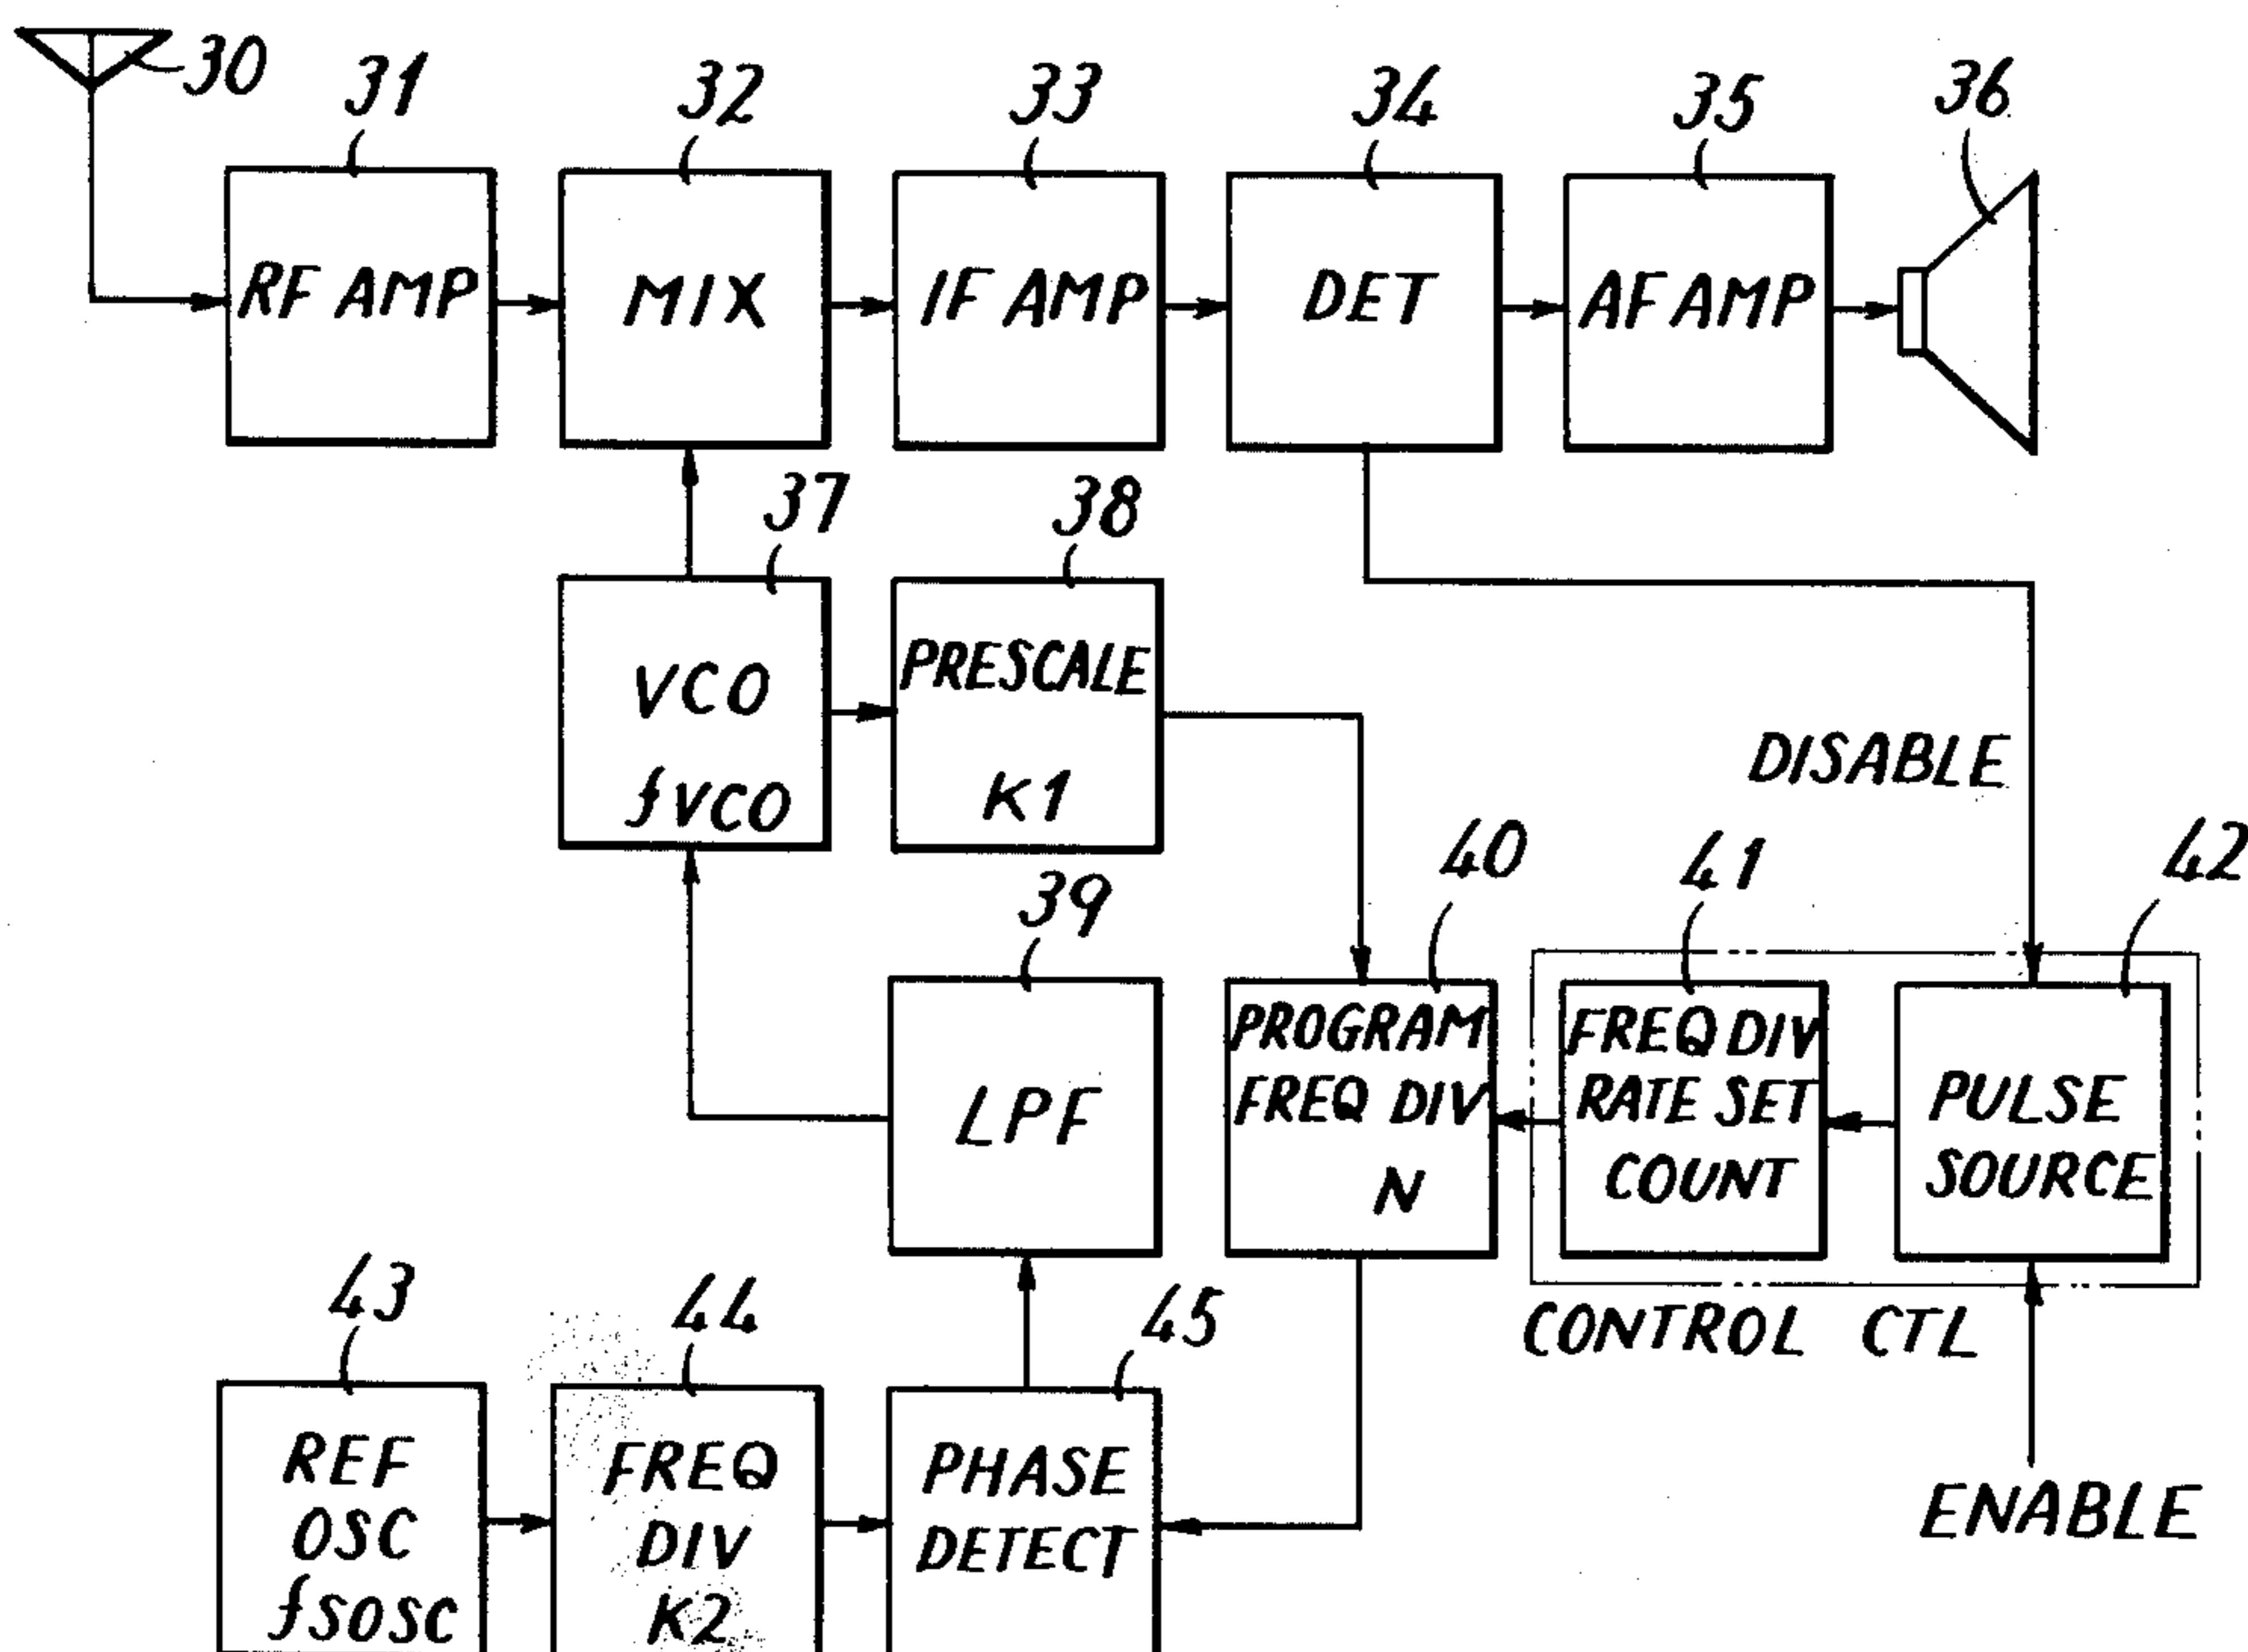 30
31
32
33
34
35
36
RF AMP
MIX
IF AMP
DET
AF AMP
37
38
VCO
fVCO
PRESCALE
K1
DISABLE
39
40
41
42
LPF
PROGRAM
FREQ DIV
N
FREQ DIV
RATE SET
COUNT
PULSE
SOURCE
CONTROL CTL
ENABLE
43
44
45
REF
OSC
fSOSC
FREQ
DIV
K2
PHASE
DETECT